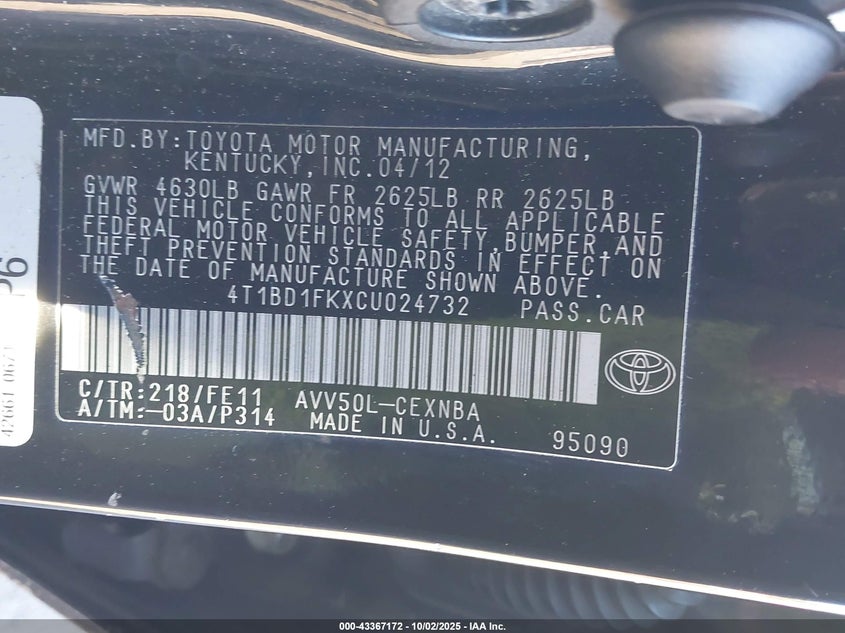 MFD.BY:TOYOTA MOTOR MANUFACTURING,
KENTUCKY,INC.04/12
GVWR 4630LB GAWR FR 2625LB RR 2625LB
THIS VEHICLE CONFORMS TO ALL APPLICABLE
FEDERAL MOTOR VEHICLE SAFETY,BUMPER,AND
THEFT PREVENTION STANDARDS IN EFFECT ON
THE DATE OF MANUFACTURE SHOWN ABOVE.
4T1BD1FKXCU024732 PASS.CAR
C/TR:218/FE11 AVV50L-CEXNBA
A/TM:-03A/P314 MADE IN U.S.A.
95090
000-43367172 - 10/02/2025 - IAA Inc.